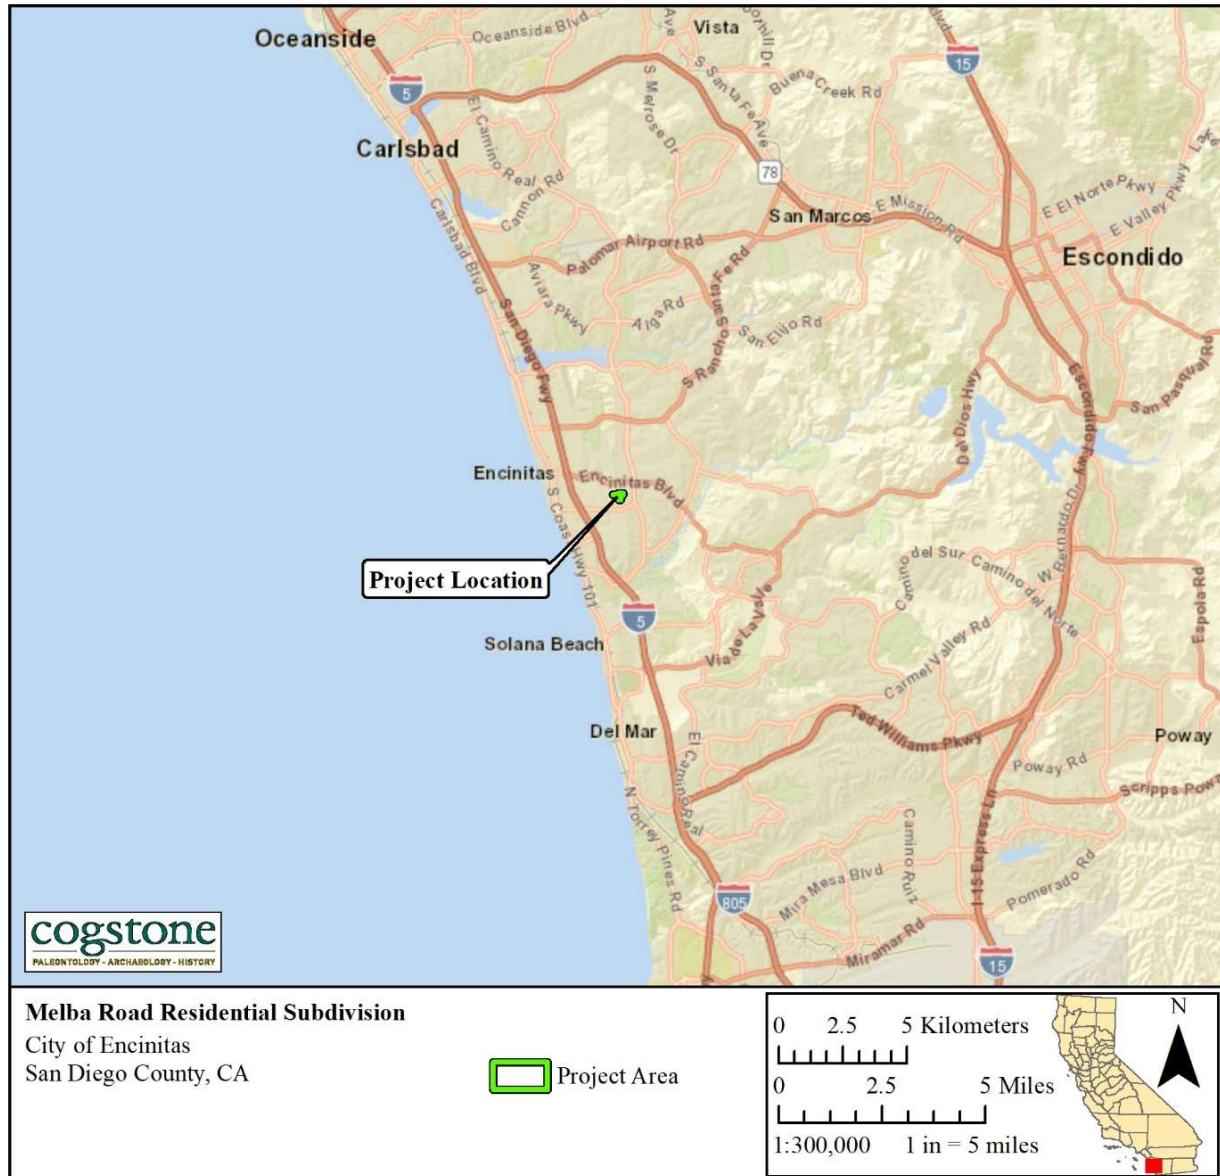 Oceanside
Oceanside Blvd
Vista
S Melrose Dr
S Santa Fe Ave
Buena Creek Rd
15
5
El Camino Real
Carlsbad
Cannon Rd
78
San Marcos
E Mission Rd
E El Norte Pkwy
E Valley Pkwy
Escondido
Carlsbad Blvd
Palomar Airport Rd
Aviara Pkwy
Alga Rd
S Rancho Santa Fe Rd
San Elijo Rd
San Diego Fwy
Del Dios Hwy
Escondido Fwy
San Pasqual Rd
Encinitas
Encinitas Blvd
S Coast Hwy 101
Project Location
W Bernardo Dr
Camino del Sur
Camino del Norte
Espola Rd
5
Solana Beach
Via de La Valle
Carmel Valley Rd
Del Mar
El Camino Real
Ted Williams Pkwy
Poway
Poway Rd
Scripps Powa
N Torrey Pines Rd
Camino Ruiz
I-15 Express Ln
Mira Mesa Blvd
Pomerado Rd
805
Miramar Rd
15
cogstone
PALEONTOLOGY - ARCHAEOLOGY - HISTORY
Melba Road Residential Subdivision
City of Encinitas
San Diego County, CA
Project Area
0 2.5 5 Kilometers
0 2.5 5 Miles
1:300,000 1 in = 5 miles
N